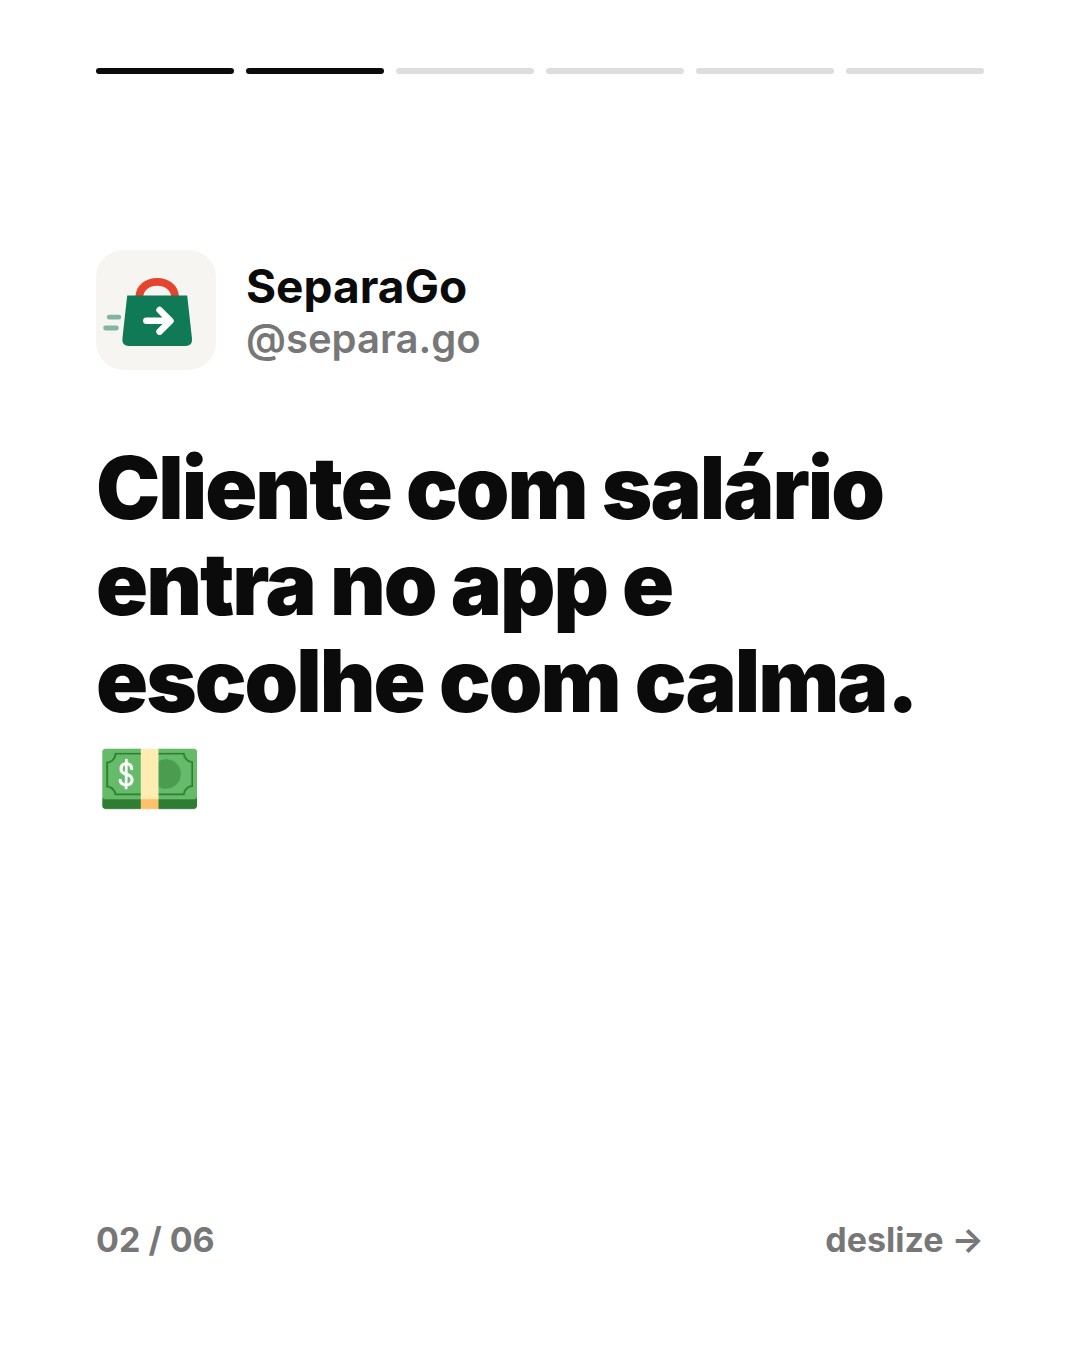 SeparaGo
@separa.go
Cliente com salário
entra no app e
escolhe com calma.
💵
02 / 06
deslize →